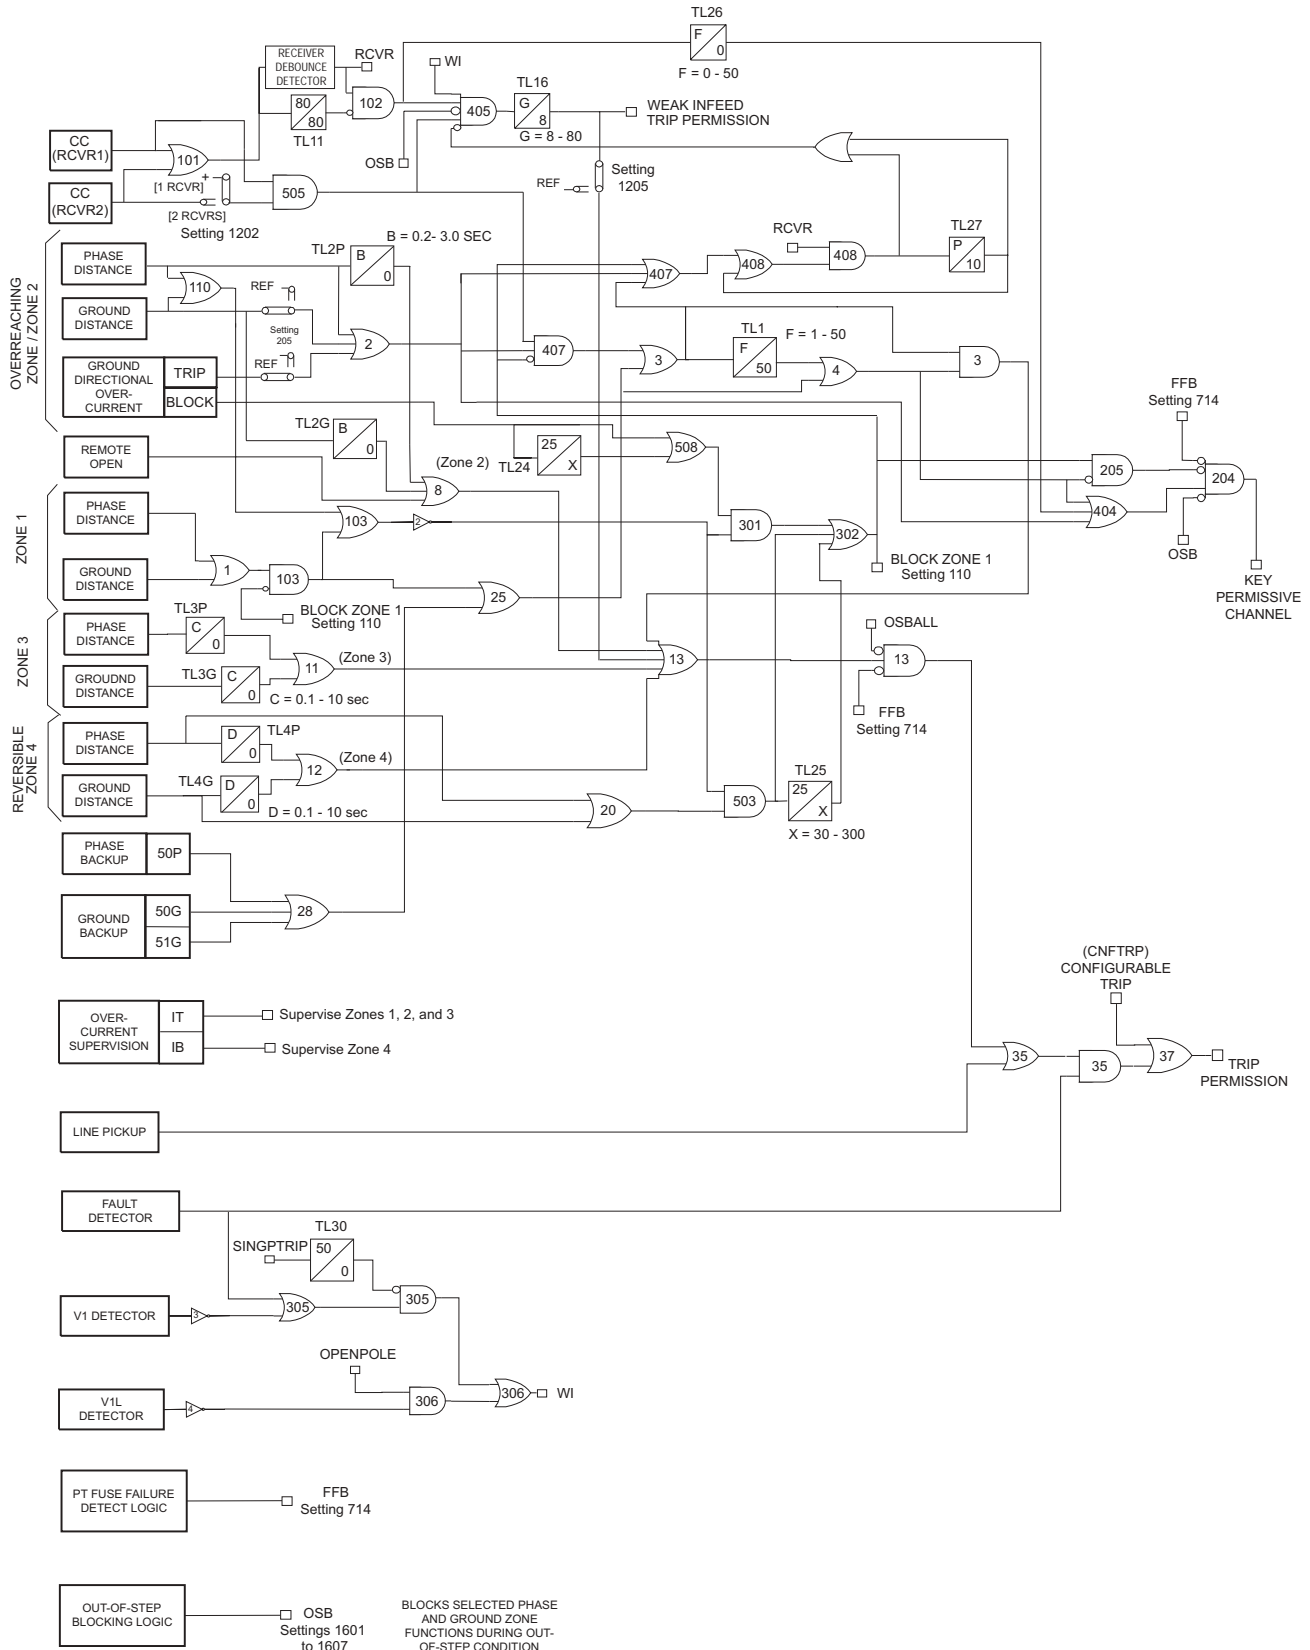 TL26
F
0
F = 0 - 50
RECEIVER
DEBOUNCE
DETECTOR
RCVR
WI
80
80
TL11
102
405
TL16
G
8
G = 8 - 80
WEAK INFEED
TRIP PERMISSION
OSB
CC
(RCVR1)
101
CC
(RCVR2)
[1 RCVR]
+
[2 RCVRS]
Setting 1202
505
REF
Setting
1205
OVERREACHING
ZONE / ZONE 2
PHASE
DISTANCE
110
GROUND
DISTANCE
TL2P
B
0
B = 0.2- 3.0 SEC
REF
Setting
205
REF
2
GROUND
DIRECTIONAL
OVER-
CURRENT
TRIP
BLOCK
RCVR
407
408
408
TL27
P
10
407
3
TL1
F
50
F = 1 - 50
4
3
FFB
Setting 714
TL2G
B
0
REMOTE
OPEN
(Zone 2)
8
TL24
25
X
508
205
204
404
OSB
KEY
PERMISSIVE
CHANNEL
ZONE 1
PHASE
DISTANCE
GROUND
DISTANCE
1
103
103
2
301
302
BLOCK ZONE 1
Setting 110
BLOCK ZONE 1
Setting 110
25
ZONE 3
PHASE
DISTANCE
TL3P
C
0
GROUDND
DISTANCE
TL3G
C
0
C = 0.1 - 10 sec
11
(Zone 3)
13
OSBALL
13
FFB
Setting 714
REVERSIBLE
ZONE 4
PHASE
DISTANCE
D
0
TL4P
GROUND
DISTANCE
TL4G
D
0
D = 0.1 - 10 sec
12
(Zone 4)
20
503
TL25
25
X
X = 30 - 300
PHASE
BACKUP
50P
GROUND
BACKUP
50G
51G
28
OVER-
CURRENT
SUPERVISION
IT
IB
Supervise Zones 1, 2, and 3
Supervise Zone 4
(CNFTRP)
CONFIGURABLE
TRIP
35
35
37
TRIP
PERMISSION
LINE PICKUP
FAULT
DETECTOR
SINGPTRIP
TL30
50
0
V1 DETECTOR
3
305
305
OPENPOLE
V1L
DETECTOR
4
306
306
WI
PT FUSE FAILURE
DETECT LOGIC
FFB
Setting 714
OUT-OF-STEP
BLOCKING LOGIC
OSB
Settings 1601
to 1607
BLOCKS SELECTED PHASE
AND GROUND ZONE
FUNCTIONS DURING OUT-
OF-STEP CONDITION